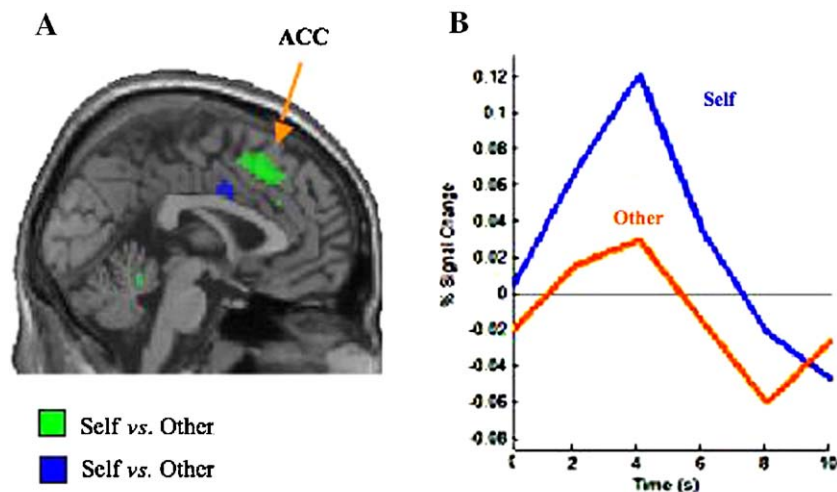 A
ACC
Self vs. Other
Self vs. Other
B
% Signal Change
0.12
0.1
0.08
0.06
0.04
0.02
0
-0.02
-0.04
-0.06
-0.08
Self
Other
0 2 4 6 8 10
Time (s)